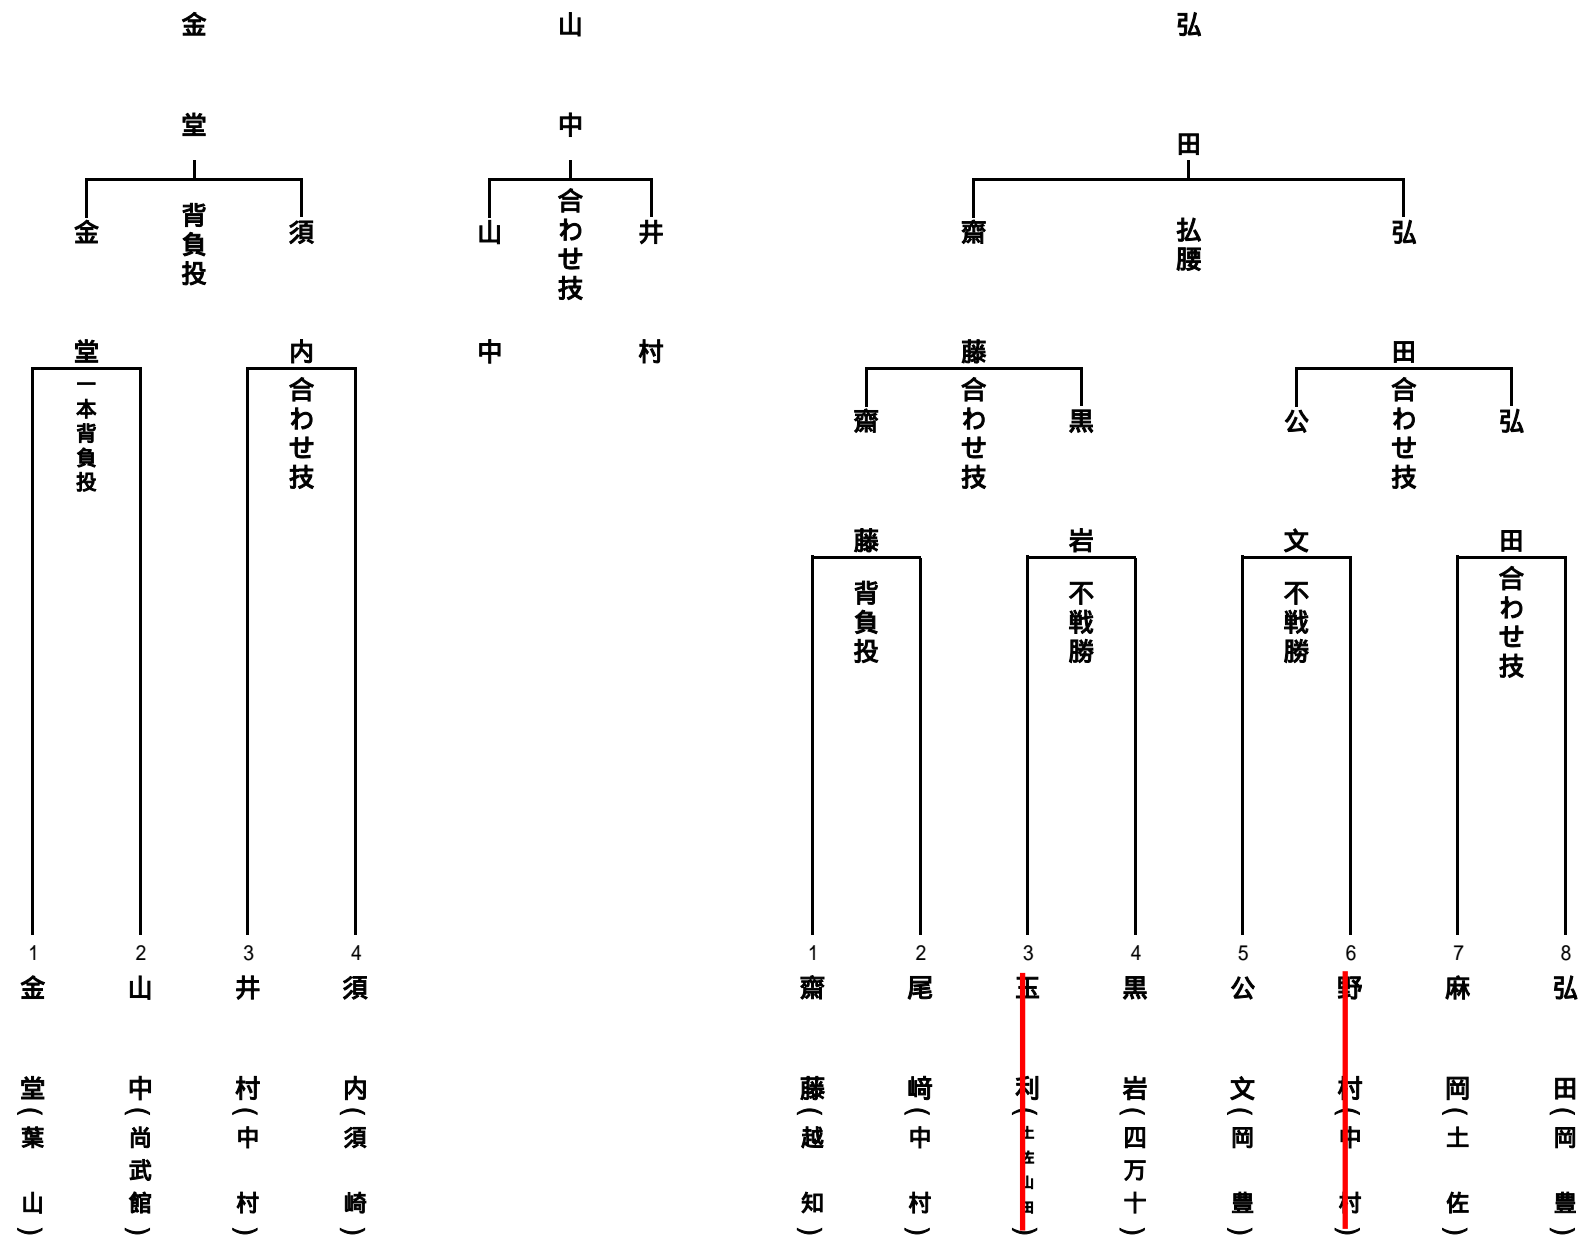 金堂
背負投
金堂
須内
一本背負投
合わせ技
1 金堂(葉山)
2 山中(尚武館)
3 井村(中村)
4 須内(須崎)
山中
合わせ技
山中
井村
弘田
払腰
齋藤
弘田
合わせ技
合わせ技
齋藤
黒岩
公文
弘田
背負投
不戦勝
不戦勝
合わせ技
1 齋藤(越知)
2 尾﨑(中村)
3 玉利(土佐山田)
4 黒岩(四万十)
5 公文(岡豊)
6 野村(中村)
7 麻岡(土佐)
8 弘田(岡豊)